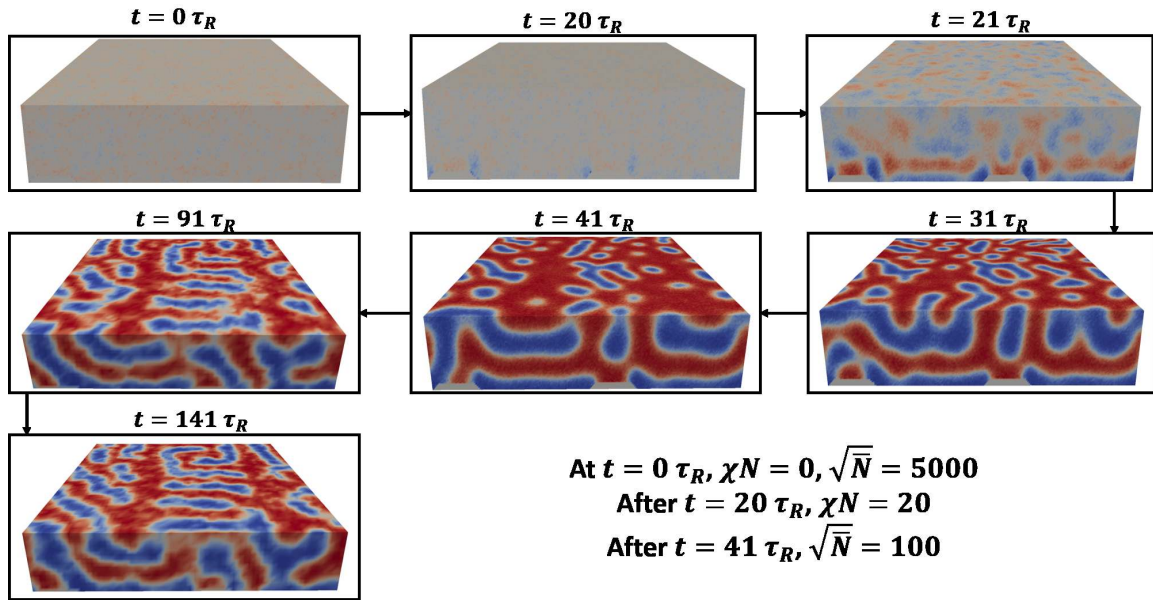 t = 0 τ_R
t = 20 τ_R
t = 21 τ_R
t = 91 τ_R
t = 41 τ_R
t = 31 τ_R
t = 141 τ_R
At t = 0 τ_R, χN = 0, √N̅ = 5000
After t = 20 τ_R, χN = 20
After t = 41 τ_R, √N̅ = 100